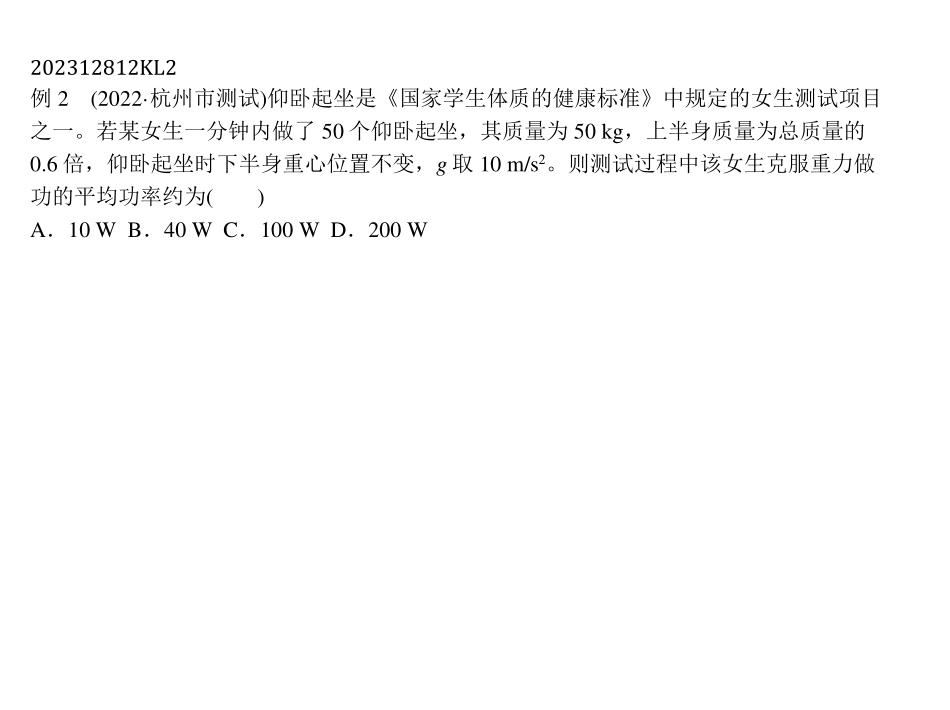 202312812KL2
例 2　(2022·杭州市测试)仰卧起坐是《国家学生体质的健康标准》中规定的女生测试项目
之一。若某女生一分钟内做了 50 个仰卧起坐，其质量为 50 kg，上半身质量为总质量的
0.6 倍，仰卧起坐时下半身重心位置不变，g 取 10 m/s²。则测试过程中该女生克服重力做
功的平均功率约为(　　)
A．10 W B．40 W C．100 W D．200 W